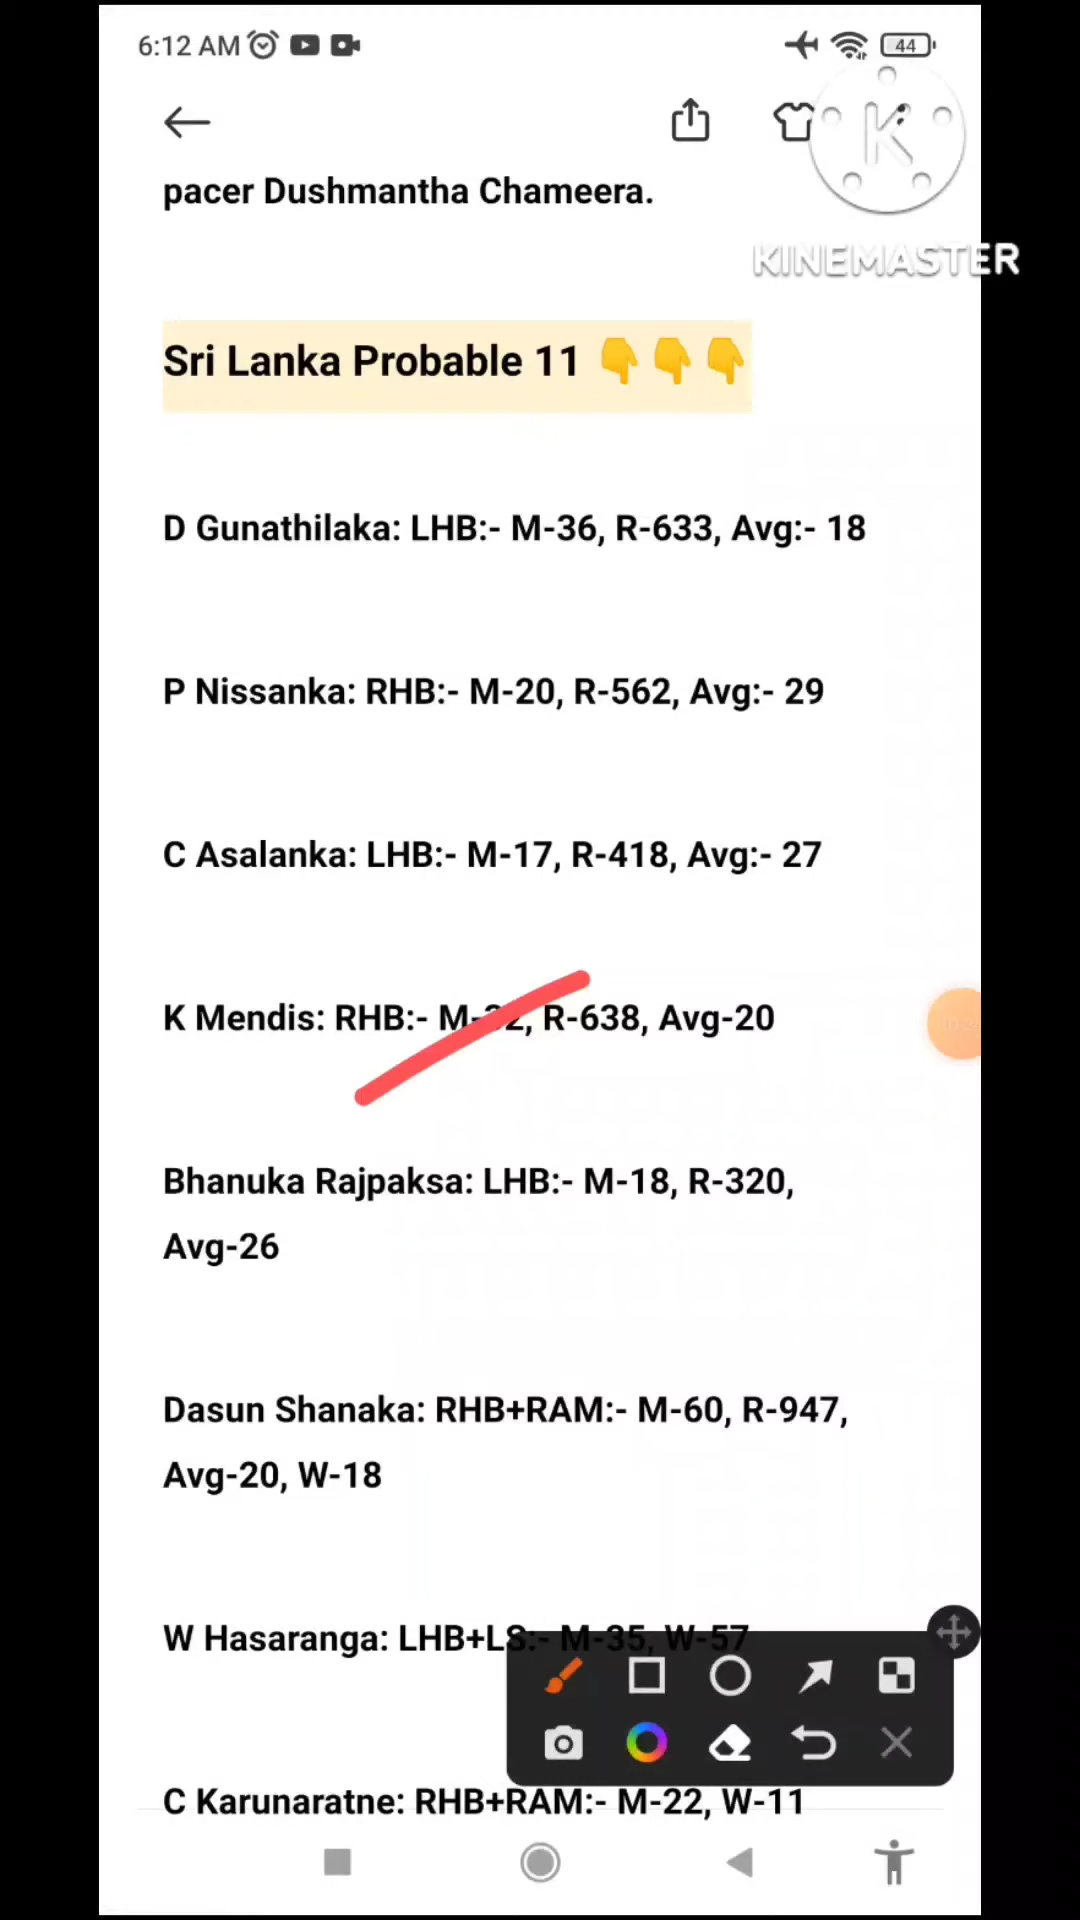 6:12 AM
44
K
KINEMASTER
pacer Dushmantha Chameera.
Sri Lanka Probable 11 👇👇👇
D Gunathilaka: LHB:- M-36, R-633, Avg:- 18
P Nissanka: RHB:- M-20, R-562, Avg:- 29
C Asalanka: LHB:- M-17, R-418, Avg:- 27
K Mendis: RHB:- R-638, Avg-20
Bhanuka Rajpaksa: LHB:- M-18, R-320,
Avg-26
Dasun Shanaka: RHB+RAM:- M-60, R-947,
Avg-20, W-18
W Hasaranga: LHB+LS:- M-35, W-57
C Karunaratne: RHB+RAM:- M-22, W-11